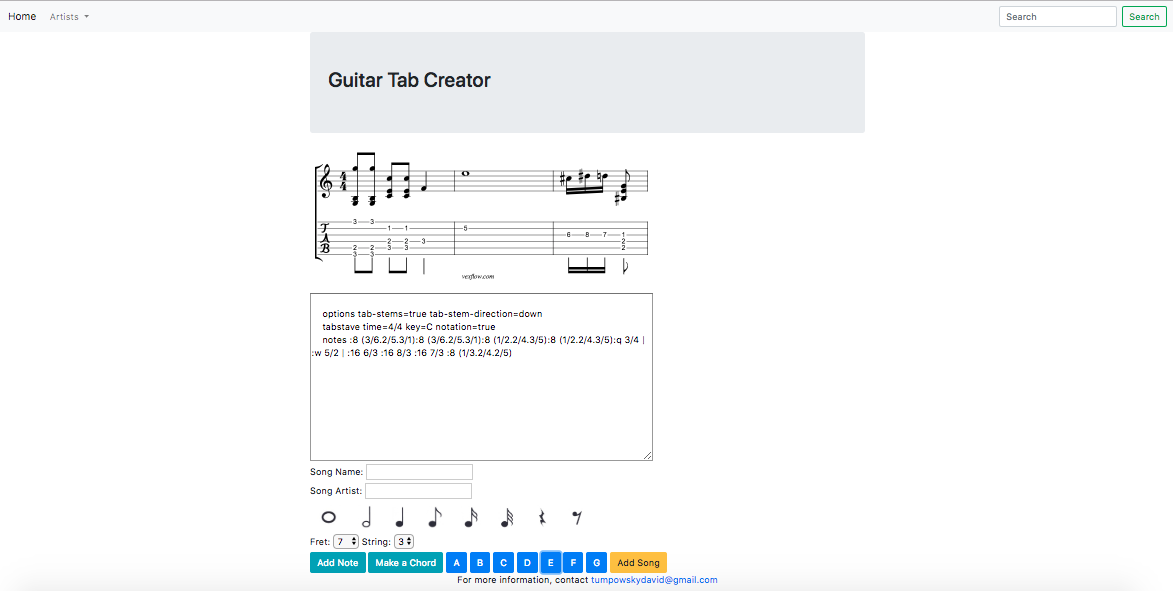 Home Artists Search Search
Guitar Tab Creator
4
4
T
A
B
3 3
1 1 5
6 8 7 1
2 2 3 2
2 2 3 3 2
3 3
vexflow.com
options tab-stems=true tab-stem-direction=down
tabstave time=4/4 key=C notation=true
notes :8 (3/6.2/5.3/1):8 (3/6.2/5.3/1):8 (1/2.2/4.3/5):8 (1/2.2/4.3/5):q 3/4 |
:w 5/2 | :16 6/3 :16 8/3 :16 7/3 :8 (1/3.2/4.2/5)
Song Name:
Song Artist:
Fret: 7 String: 3
Add Note Make a Chord A B C D E F G Add Song
For more information, contact tumpowskydavid@gmail.com